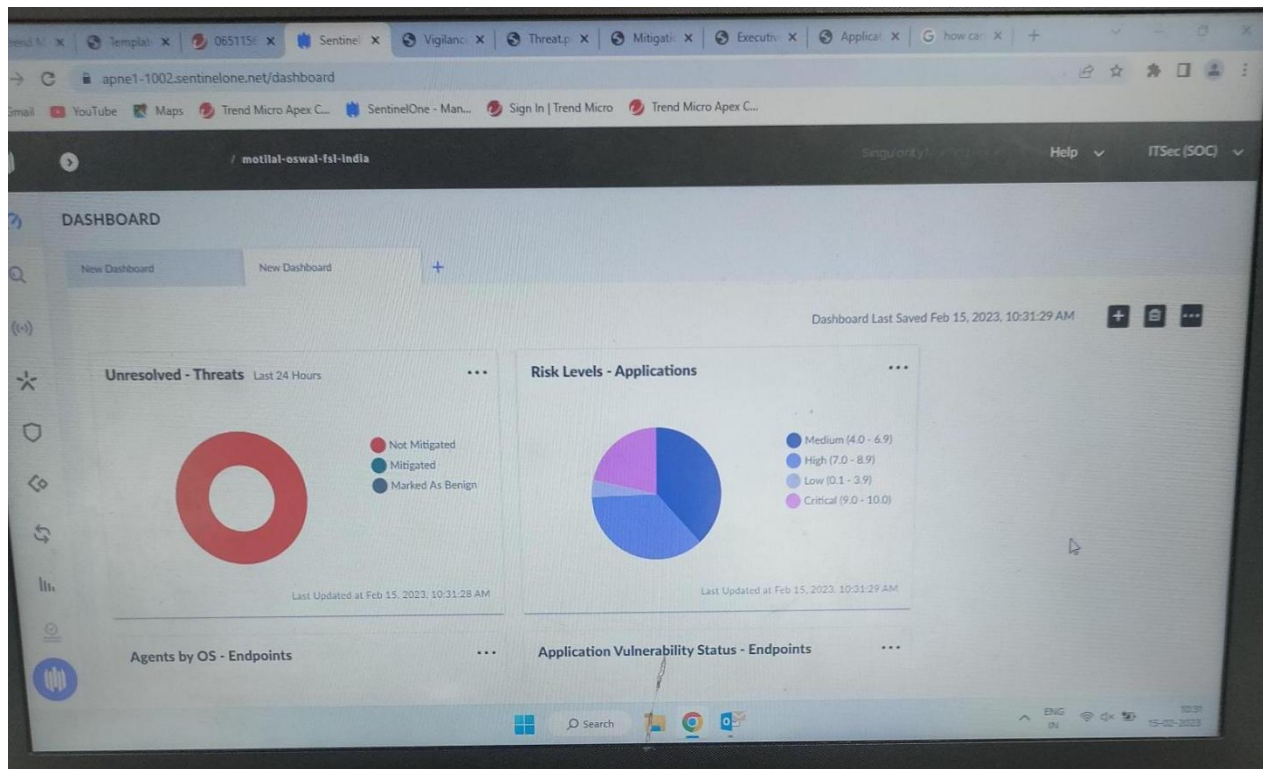 Templat
065115
Sentinel
Vigilanc
Threat.p
Mitigatic
Executiv
Applicat
G how car
apne1-1002.sentinelone.net/dashboard
YouTube
Maps
Trend Micro Apex C...
SentinelOne - Man...
Sign In | Trend Micro
Trend Micro Apex C...
/ motilal-oswal-fsl-India
Help
ITSec (SOC)
DASHBOARD
New Dashboard
New Dashboard
Dashboard Last Saved Feb 15, 2023, 10:31:29 AM
Unresolved - Threats Last 24 Hours
Not Mitigated
Mitigated
Marked As Benign
Last Updated at Feb 15, 2023, 10:31:28 AM
Risk Levels - Applications
Medium (4.0 - 6.9)
High (7.0 - 8.9)
Low (0.1 - 3.9)
Critical (9.0 - 10.0)
Last Updated at Feb 15, 2023, 10:31:29 AM
Agents by OS - Endpoints
Application Vulnerability Status - Endpoints
Search
ENG
IN
10:31
15-02-2023